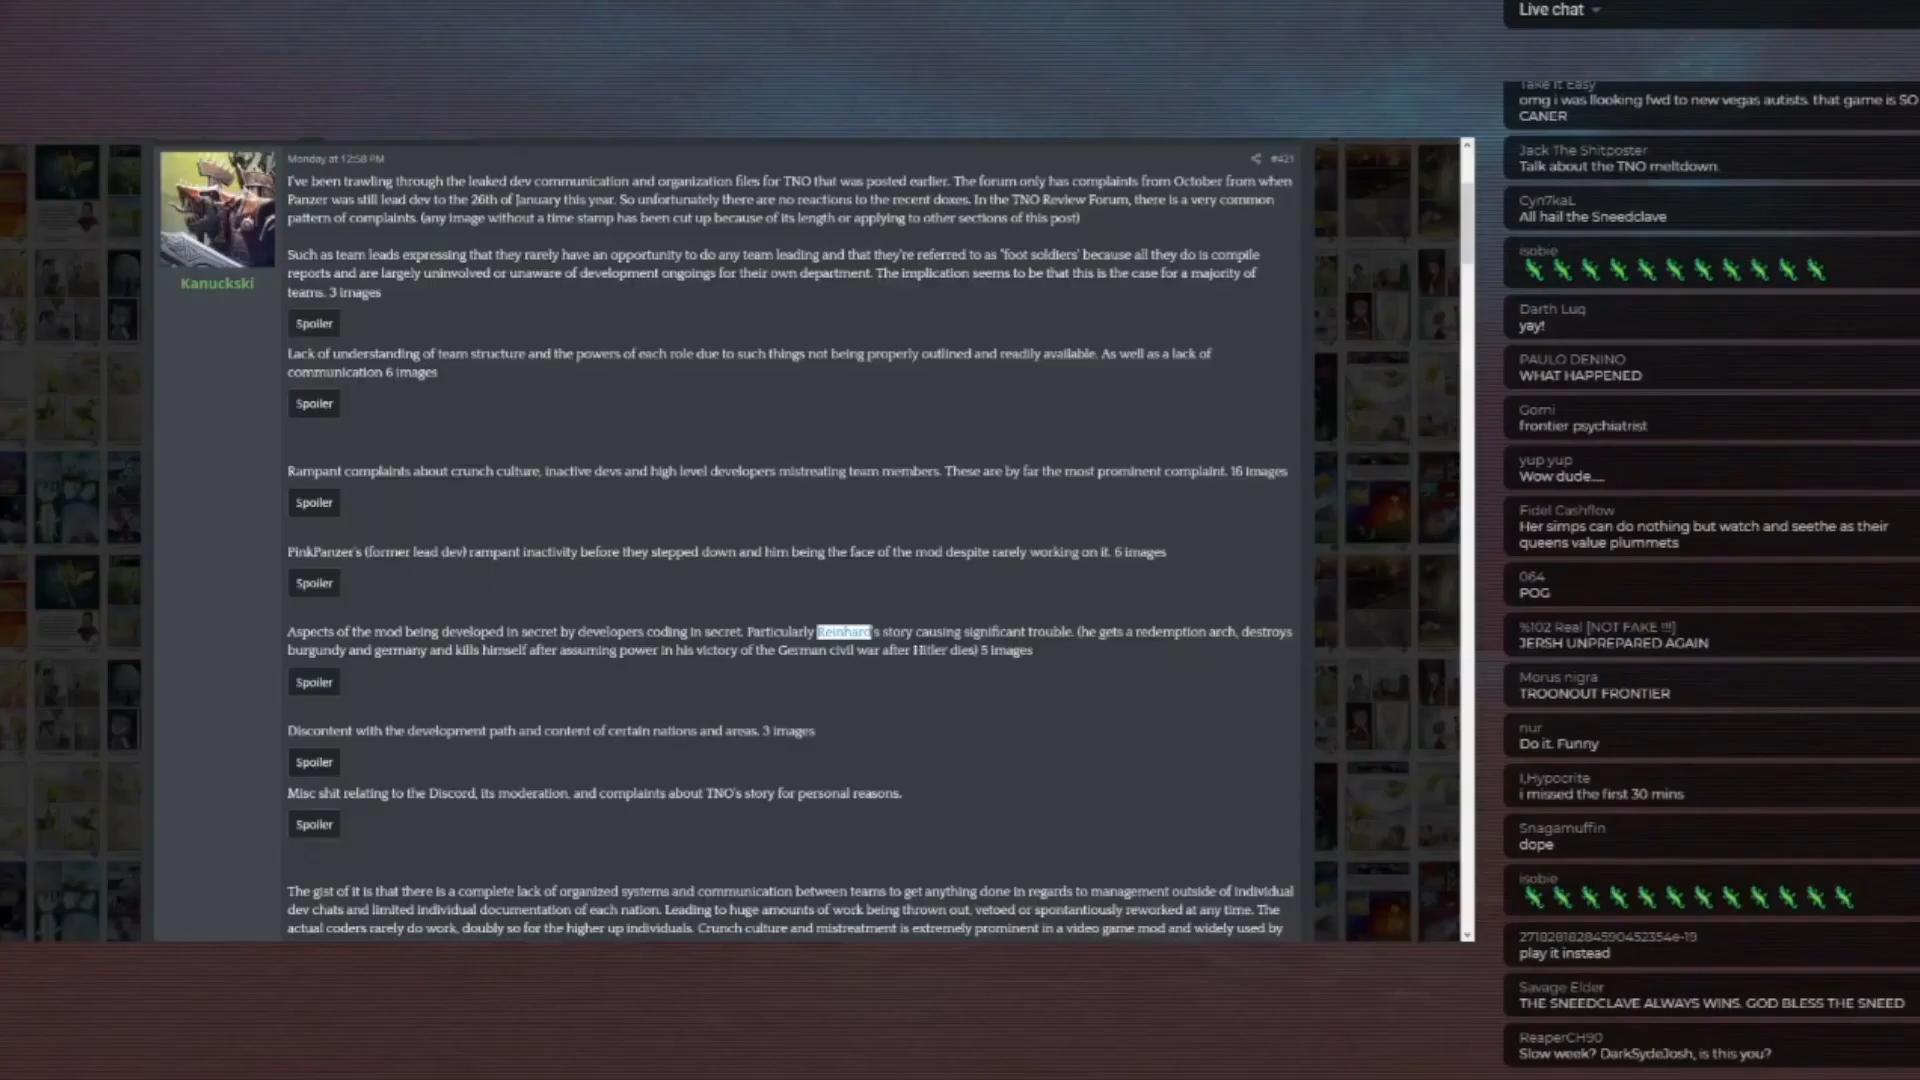 Monday at 12:58 PM
#421
I've been trawling through the leaked dev communication and organization files for TNO that was posted earlier. The forum only has complaints from October from when
Panzer was still lead dev to the 26th of January this year. So unfortunately there are no reactions to the recent doxes. In the TNO Review Forum, there is a very common
pattern of complaints. (any image without a time stamp has been cut up because of its length or applying to other sections of this post)
Such as team leads expressing that they rarely have an opportunity to do any team leading and that they're referred to as 'foot soldiers' because all they do is compile
reports and are largely uninvolved or unaware of development ongoings for their own department. The implication seems to be that this is the case for a majority of
teams. 3 images
Kanuckski
Spoiler
Lack of understanding of team structure and the powers of each role due to such things not being properly outlined and readily available. As well as a lack of
communication 6 images
Spoiler
Rampant complaints about crunch culture, inactive devs and high level developers mistreating team members. These are by far the most prominent complaint. 16 images
Spoiler
PinkPanzer's (former lead dev) rampant inactivity before they stepped down and him being the face of the mod despite rarely working on it. 6 images
Spoiler
Aspects of the mod being developed in secret by developers coding in secret. Particularly Reinhard's story causing significant trouble. (he gets a redemption arch, destroys
burgundy and germany and kills himself after assuming power in his victory of the German civil war after Hitler dies) 5 images
Spoiler
Discontent with the development path and content of certain nations and areas. 3 images
Spoiler
Misc shit relating to the Discord, its moderation, and complaints about TNO's story for personal reasons.
Spoiler
The gist of it is that there is a complete lack of organized systems and communication between teams to get anything done in regards to management outside of individual
dev chats and limited individual documentation of each nation. Leading to huge amounts of work being thrown out, vetoed or spontaniously reworked at any time. The
actual coders rarely do work, doubly so for the higher up individuals. Crunch culture and mistreatment is extremely prominent in a video game mod and widely used by
Live chat
Take It Easy
omg i was llooking fwd to new vegas autists. that game is SO
CANER
Jack The Shitposter
Talk about the TNO meltdown.
Cyn7kaL
All hail the Sneedclave
isobie
Darth Luq
yay!
PAULO DENINO
WHAT HAPPENED
Gomi
frontier psychiatrist
yup yup
Wow dude.....
Fidel Cashflow
Her simps can do nothing but watch and seethe as their
queens value plummets
064
POG
%102 Real [NOT FAKE !!!]
JERSH UNPREPARED AGAIN
Morus nigra
TROONOUT FRONTIER
nur
Do it. Funny
I,Hypocrite
i missed the first 30 mins
Snagamuffin
dope
isobie
2.718281828459045235​4e-19
play it instead
Savage Elder
THE SNEEDCLAVE ALWAYS WINS. GOD BLESS THE SNEED
ReaperCH90
Slow week? DarkSydeJosh, is this you?